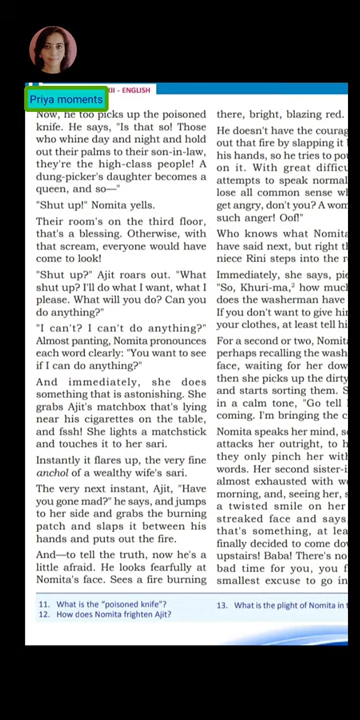 XII - ENGLISH
Priya moments
Now, he too picks up the poisoned
knife. He says, "Is that so! Those
who whine day and night and hold
out their palms to their son-in-law,
they're the high-class people! A
dung-picker's daughter becomes a
queen, and so—"
"Shut up!" Nomita yells.
Their room's on the third floor,
that's a blessing. Otherwise, with
that scream, everyone would have
come to look!
"Shut up?" Ajit roars out. "What
shut up? I'll do what I want, what I
please. What will you do? Can you
do anything?"
"I can't? I can't do anything?"
Almost panting, Nomita pronounces
each word clearly: "You want to see
if I can do anything?"
And immediately, she does
something that is astonishing. She
grabs Ajit's matchbox that's lying
near his cigarettes on the table,
and fssh! She lights a matchstick
and touches it to her sari.
Instantly it flares up, the very fine
anchol of a wealthy wife's sari.
The very next instant, Ajit, "Have
you gone mad?" he says, and jumps
to her side and grabs the burning
patch and slaps it between his
hands and puts out the fire.
And—to tell the truth, now he's a
little afraid. He looks fearfully at
Nomita's face. Sees a fire burning
there, bright, blazing red.
He doesn't have the courag
out that fire by slapping it
his hands, so he tries to po
on it. With great difficu
attempts to speak normal
lose all common sense wh
get angry, don't you? A wom
such anger! Oof!"
Who knows what Nomita
have said next, but right th
niece Rini steps into the r
Immediately, she says, pie
"So, Khuri-ma,² how muc
does the washerman have
If you don't want to give hi
your clothes, at least tell hi
For a second or two, Nomit
perhaps recalling the wash
face, waiting for her dow
then she picks up the dirty
and starts sorting them. S
in a calm tone, "Go tell
coming. I'm bringing the c
Nomita speaks her mind, s
attacks her outright, to h
they only pinch her with
words. Her second sister-i
almost exhausted with w
morning, and, seeing her, s
a twisted smile on her
streaked face and says
that's something, at lea
finally decided to come do
upstairs! Baba! There's no
bad time for you, you f
smallest excuse to go in
11. What is the "poisoned knife"?
12. How does Nomita frighten Ajit?
13. What is the plight of Nomita in t